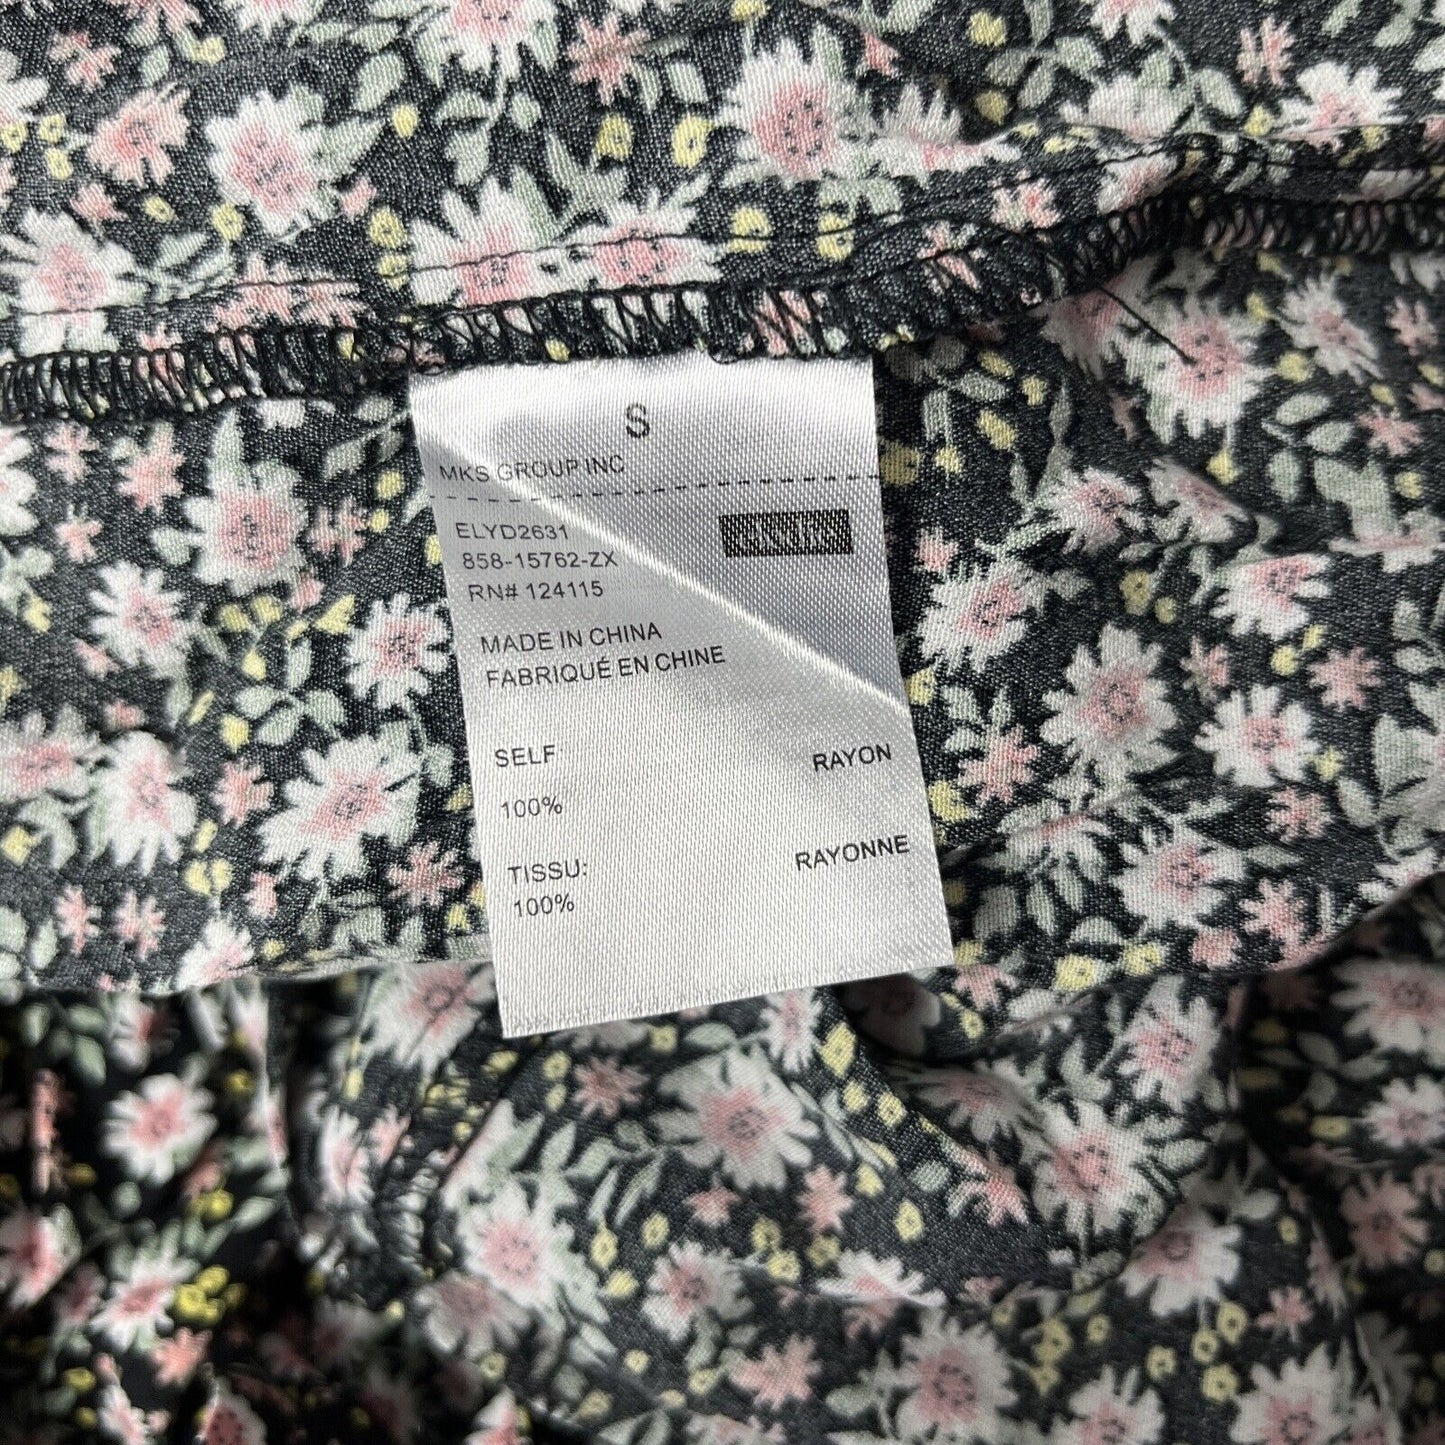 S
MKS GROUP INC
ELYD2631
858-15762-ZX
RN# 124115
MADE IN CHINA
FABRIQUÉ EN CHINE
SELF RAYON
100%
TISSU: RAYONNE
100%